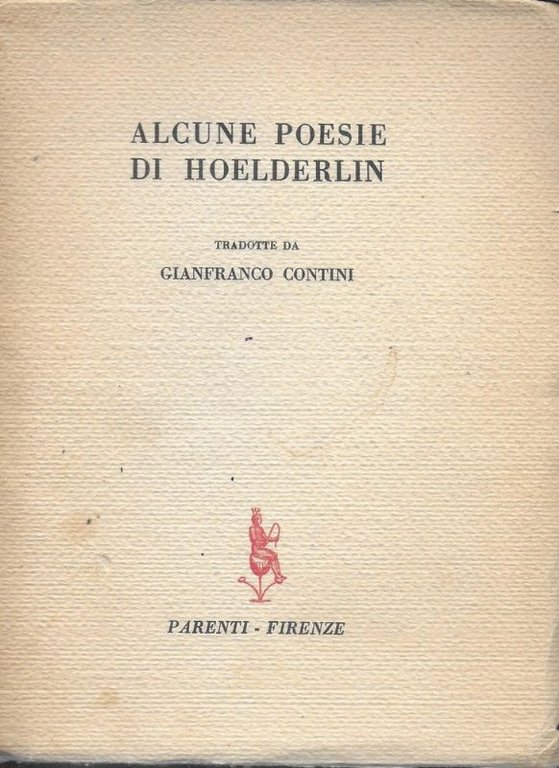 ALCUNE POESIE
DI HOELDERLIN
TRADOTTE DA
GIANFRANCO CONTINI
PARENTI - FIRENZE